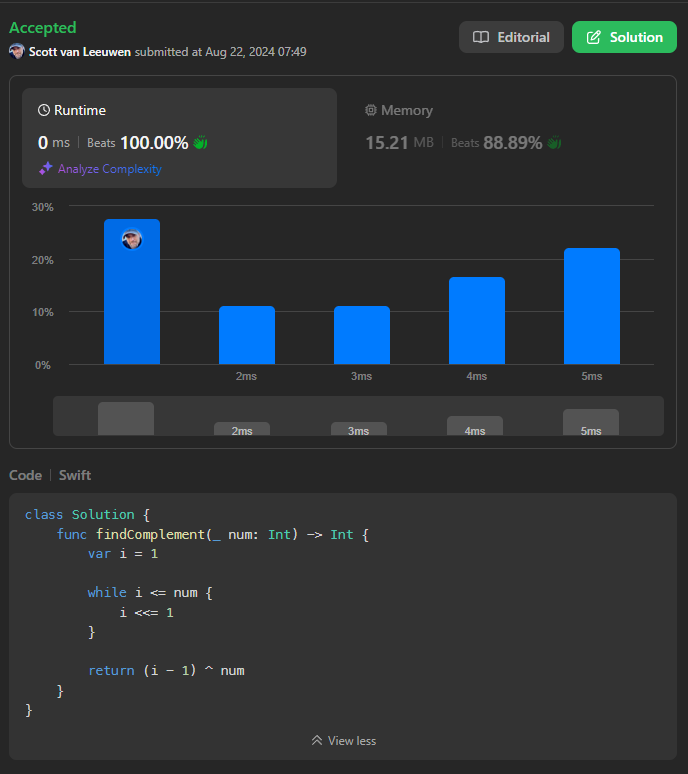 Accepted
Scott van Leeuwen submitted at Aug 22, 2024 07:49
Editorial
Solution
Runtime
0 ms | Beats 100.00%
Analyze Complexity
Memory
15.21 MB | Beats 88.89%
30%
20%
10%
0%
2ms 3ms 4ms 5ms
2ms 3ms 4ms 5ms
Code | Swift
class Solution {
    func findComplement(_ num: Int) -> Int {
        var i = 1
        while i <= num {
            i <<= 1
        }
        return (i - 1) ^ num
    }
}
View less